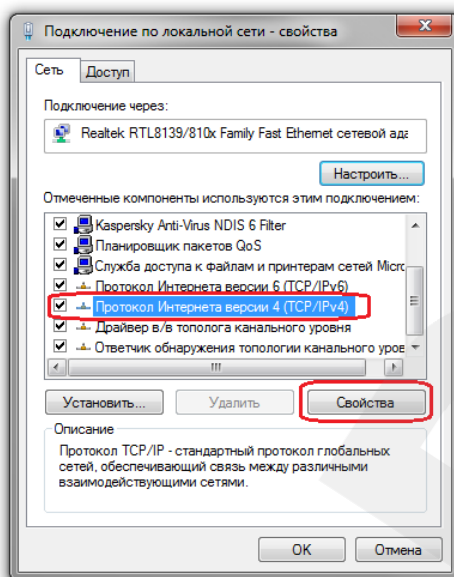 Подключение по локальной сети - свойства
Сеть Доступ
Подключение через:
Realtek RTL8139/810x Family Fast Ethernet сетевой ада
Настроить...
Отмеченные компоненты используются этим подключением:
Kaspersky Anti-Virus NDIS 6 Filter
Планировщик пакетов QoS
Служба доступа к файлам и принтерам сетей Micro
Протокол Интернета версии 6 (TCP/IPv6)
Протокол Интернета версии 4 (TCP/IPv4)
Драйвер в/в тополога канального уровня
Ответчик обнаружения топологии канального уров
Установить... Удалить Свойства
Описание
Протокол TCP/IP - стандартный протокол глобальных
сетей, обеспечивающий связь между различными
взаимодействующими сетями.
OK Отмена